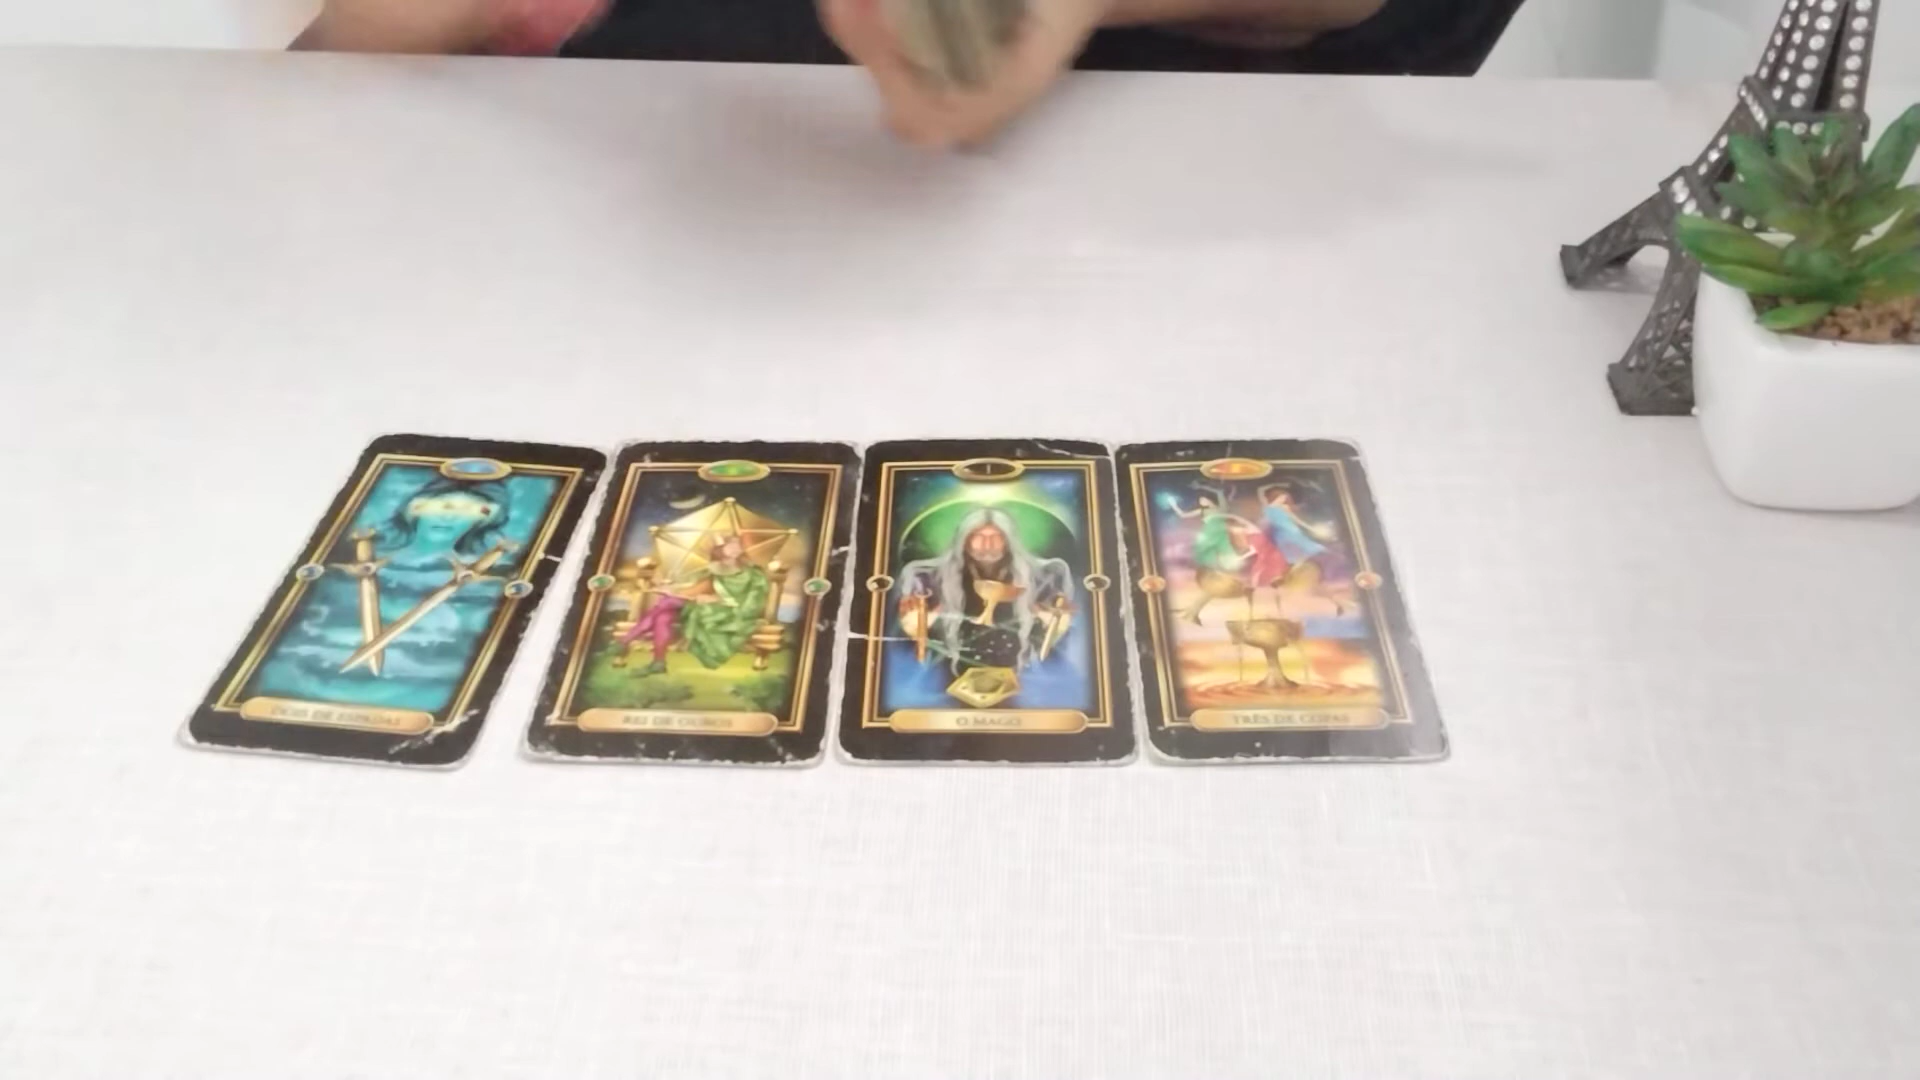 DOIS DE ESPADAS
REI DE OUROS
I
O MAGO
TRÊS DE COPAS